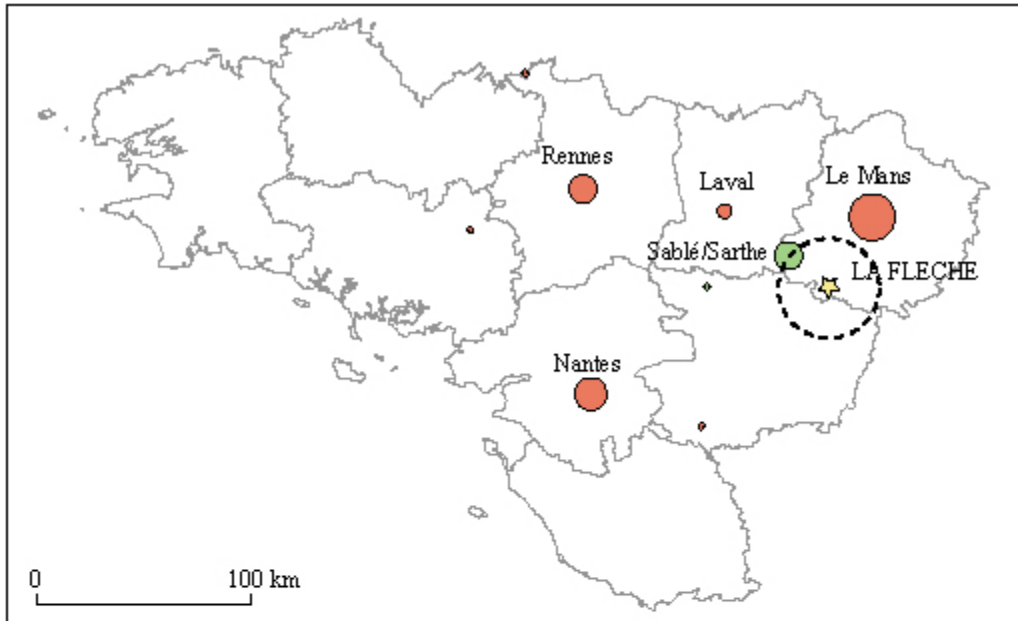 Rennes
Laval
Le Mans
Sablé/Sarthe
LA FLECHE
Nantes
0
100 km